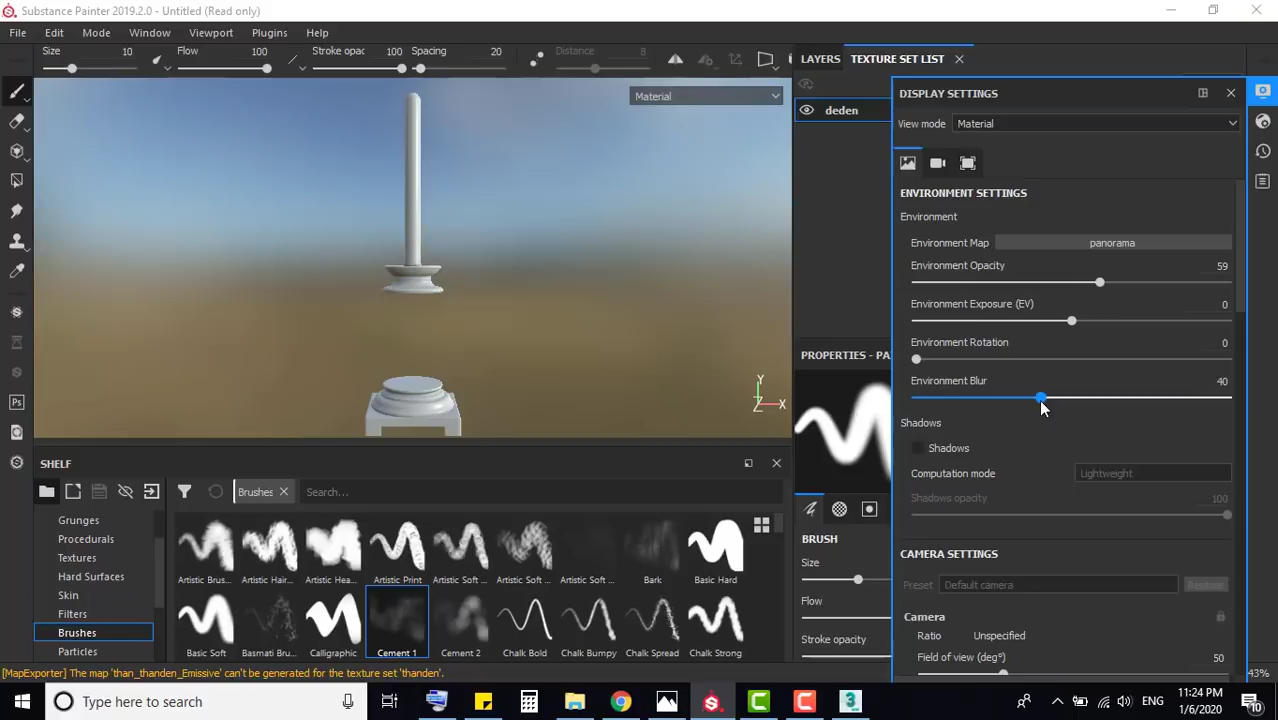 Substance Painter 2019.2.0 - Untitled (Read only)
File Edit Mode Window Viewport Plugins Help
Size 10 Flow 100 Stroke opac 100 Spacing 20 Distance 8
LAYERS TEXTURE SET LIST
Material
deden
DISPLAY SETTINGS
View mode Material
ENVIRONMENT SETTINGS
Environment
Environment Map panorama
Environment Opacity 59
Environment Exposure (EV) 0
Environment Rotation 0
Environment Blur 40
Shadows
Shadows
Computation mode Lightweight
Shadows opacity 100
CAMERA SETTINGS
Preset Default camera Restore
Camera
Ratio Unspecified
Field of view (deg°) 50
Y
Z X
PROPERTIES - PA
BRUSH
Size
Flow
Stroke opacity
SHELF
Brushes Search...
Grunges
Procedurals
Textures
Hard Surfaces
Skin
Filters
Brushes
Particles
Artistic Brus... Artistic Hair... Artistic Hea... Artistic Print Artistic Soft ... Artistic Soft ... Artistic Soft ... Bark Basic Hard
Basic Soft Basmati Bru... Calligraphic Cement 1 Cement 2 Chalk Bold Chalk Bumpy Chalk Spread Chalk Strong
[MapExporter] The map 'than_thanden_Emissive' can't be generated for the texture set 'thanden'.
43%
Ps
Type here to search
ENG
11:24 PM
1/6/2020
10
3